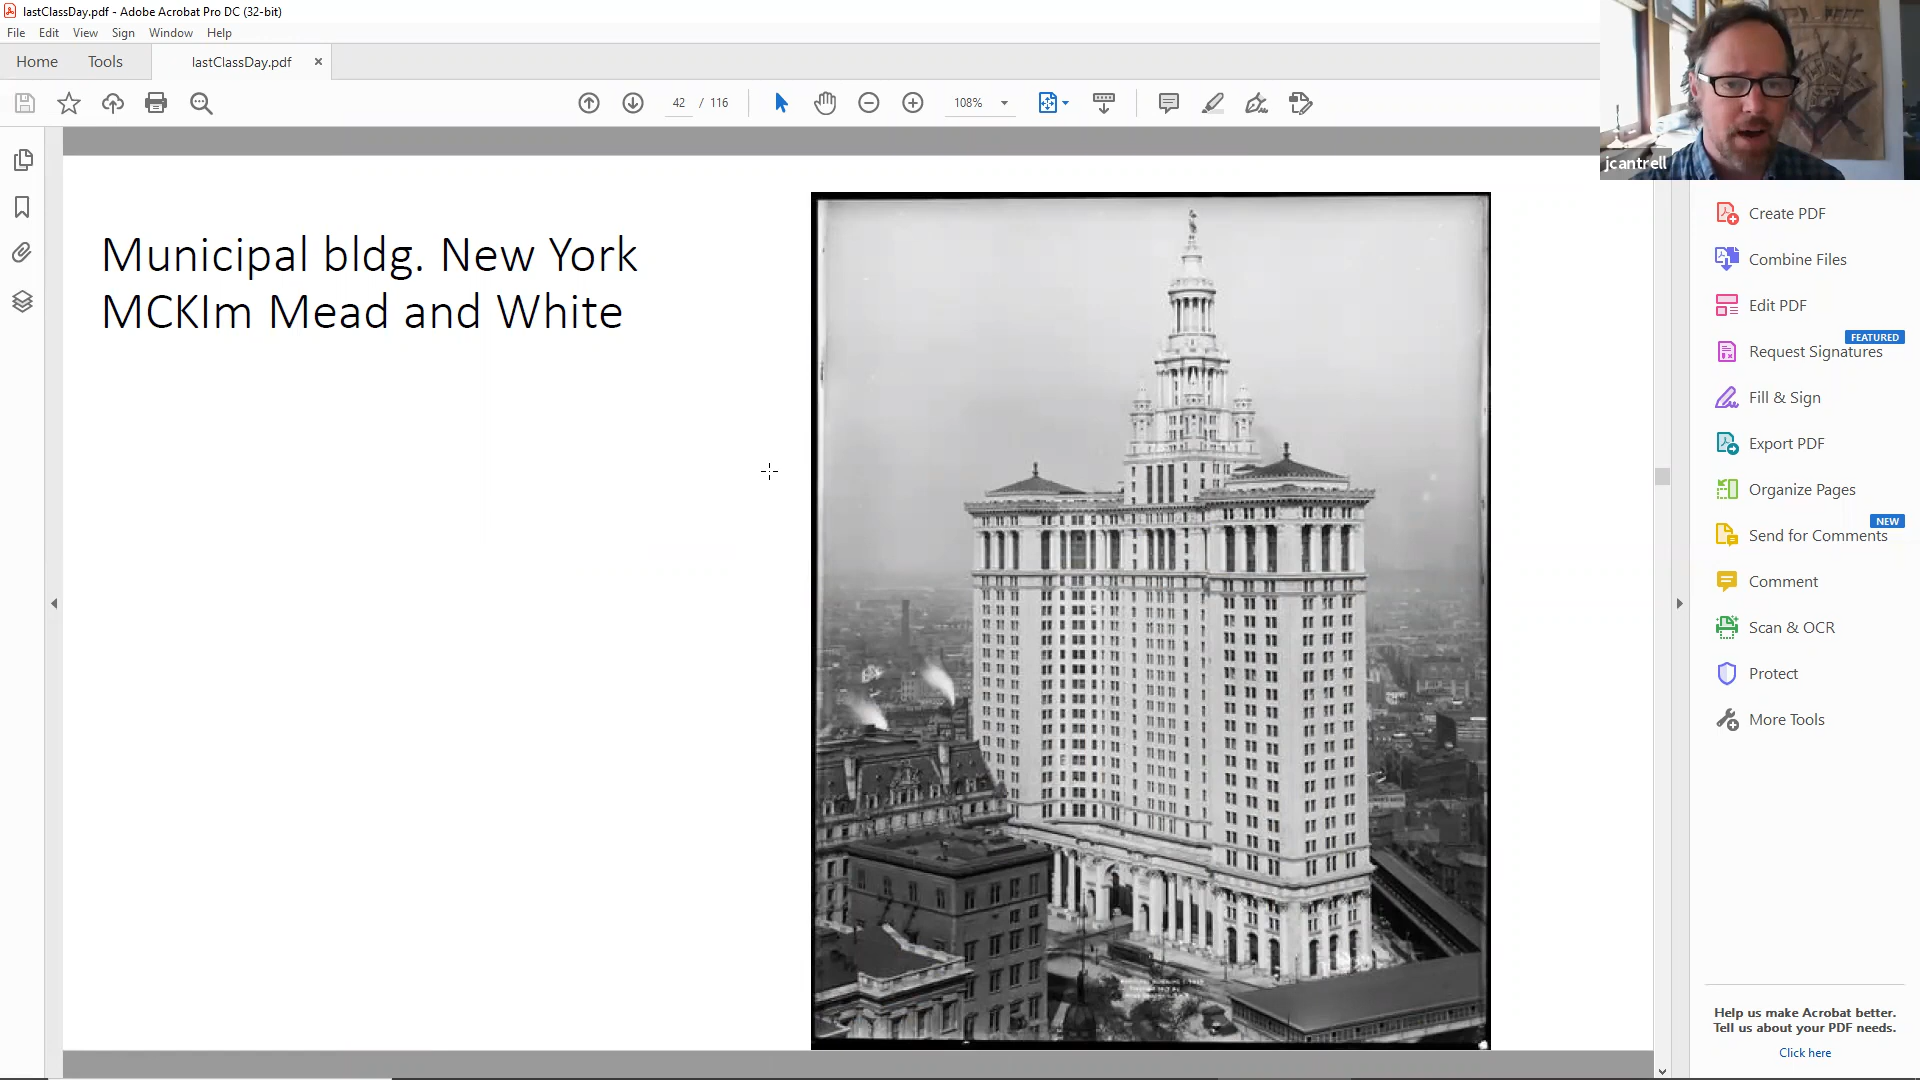 lastClassDay.pdf - Adobe Acrobat Pro DC (32-bit)
File Edit View Sign Window Help
Home Tools lastClassDay.pdf ×
42 / 116 108%
jcantrell
Municipal bldg. New York
MCKIm Mead and White
Create PDF
Combine Files
Edit PDF
FEATURED
Request Signatures
Fill & Sign
Export PDF
Organize Pages
NEW
Send for Comments
Comment
Scan & OCR
Protect
More Tools
Help us make Acrobat better.
Tell us about your PDF needs.
Click here